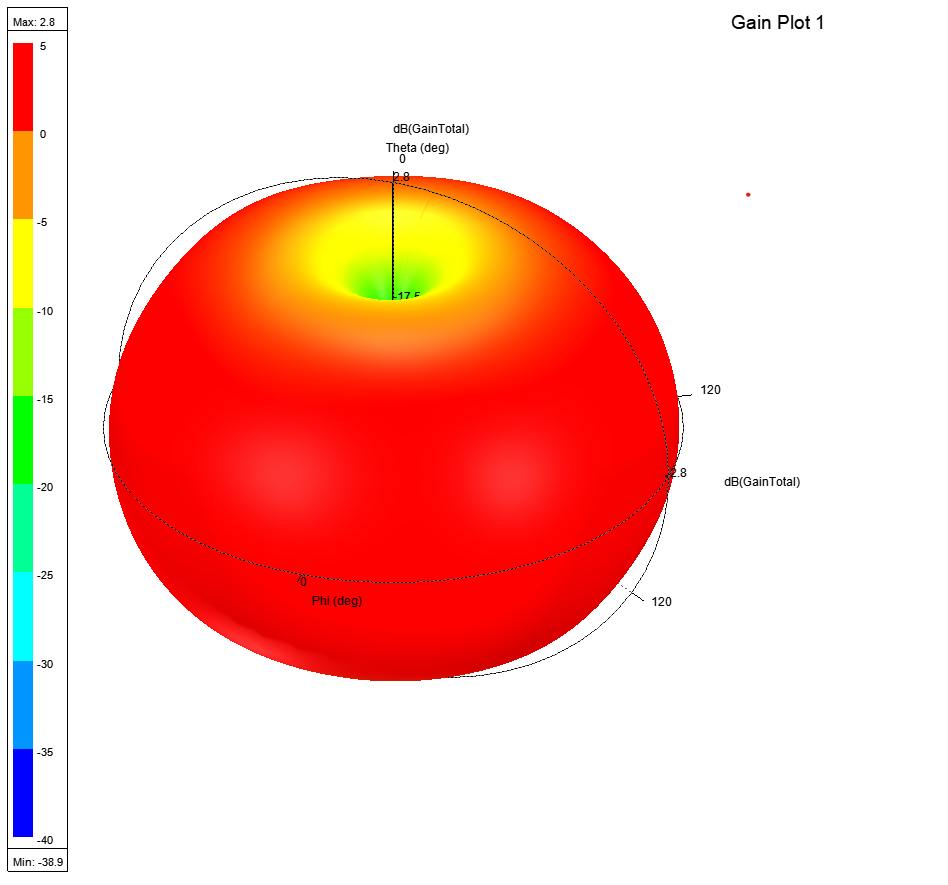 Max: 2.8
Gain Plot 1
5
0
-5
-10
-15
-20
-25
-30
-35
-40
Min: -38.9
dB(GainTotal)
Theta (deg)
0
2.8
-17.5
120
2.8
dB(GainTotal)
0
Phi (deg)
120